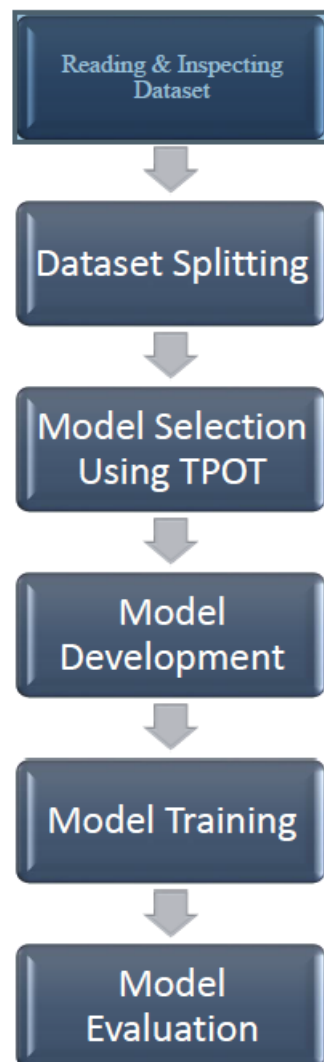 Reading & Inspecting
Dataset
Dataset Splitting
Model Selection
Using TPOT
Model
Development
Model Training
Model
Evaluation